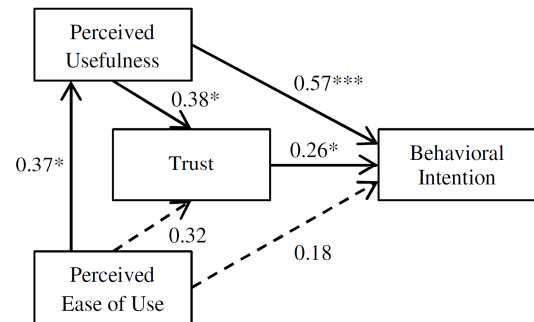 Perceived
Usefulness
0.57***
0.38*
0.37*
Trust
0.26*
Behavioral
Intention
0.32
0.18
Perceived
Ease of Use